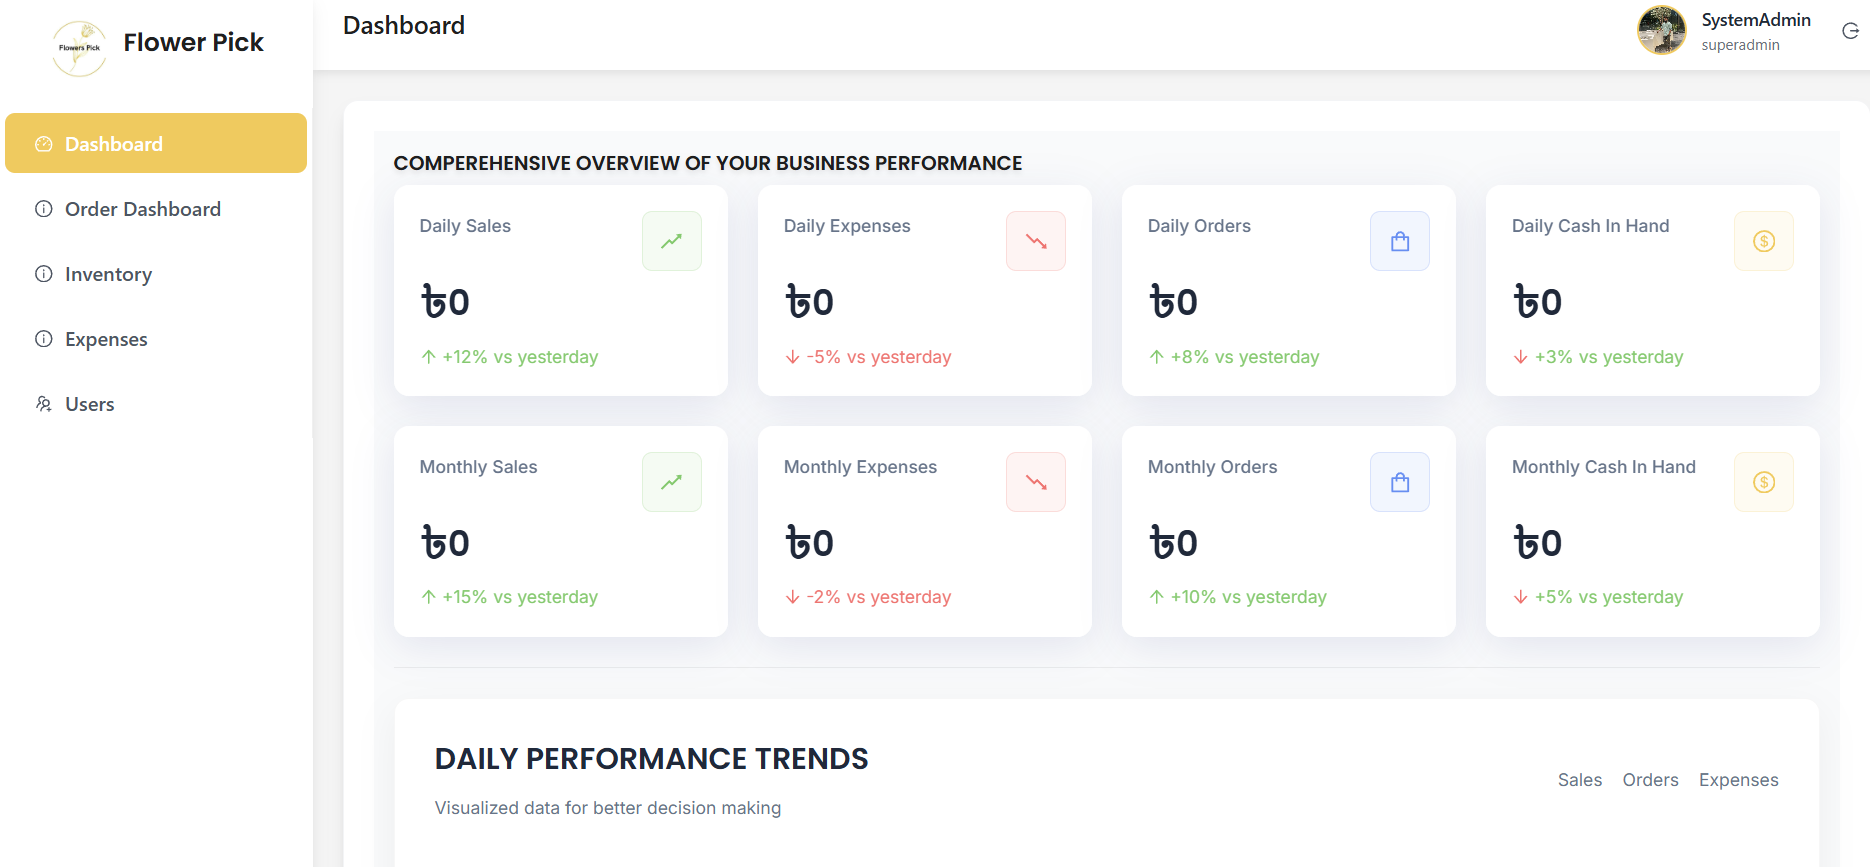 Flowers Pick
Flower Pick
Dashboard
Order Dashboard
Inventory
Expenses
Users
Dashboard
SystemAdmin
superadmin
COMPEREHENSIVE OVERVIEW OF YOUR BUSINESS PERFORMANCE
Daily Sales
৳0
+12% vs yesterday
Daily Expenses
৳0
-5% vs yesterday
Daily Orders
৳0
+8% vs yesterday
Daily Cash In Hand
৳0
+3% vs yesterday
Monthly Sales
৳0
+15% vs yesterday
Monthly Expenses
৳0
-2% vs yesterday
Monthly Orders
৳0
+10% vs yesterday
Monthly Cash In Hand
৳0
+5% vs yesterday
DAILY PERFORMANCE TRENDS
Visualized data for better decision making
Sales Orders Expenses